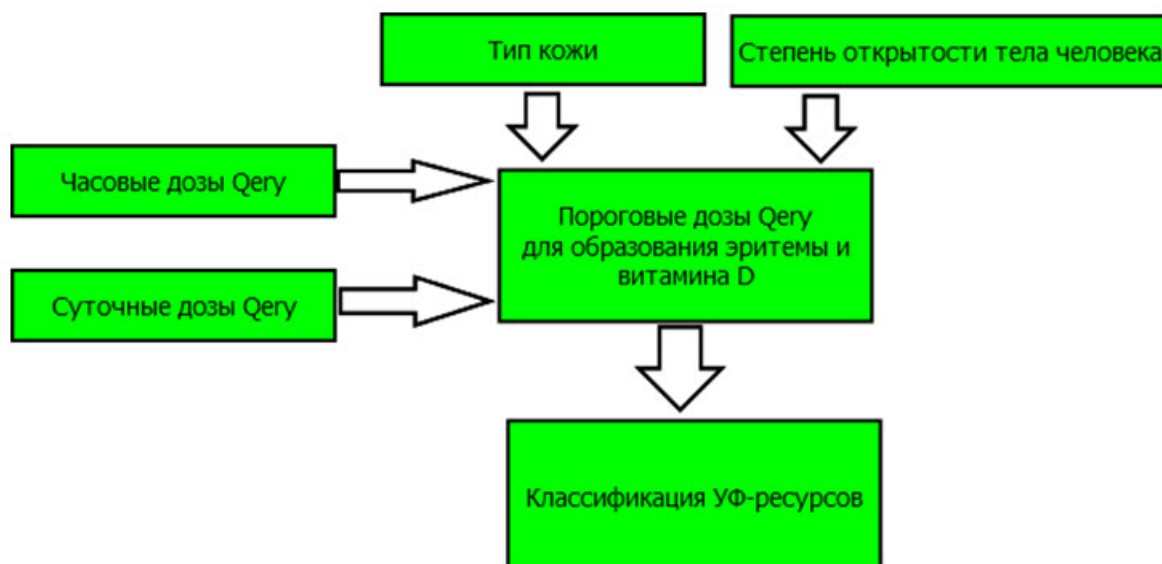 Тип кожи
Степень открытости тела человека
Часовые дозы Qery
Пороговые дозы Qery
для образования эритемы и
витамина D
Суточные дозы Qery
Классификация УФ-ресурсов